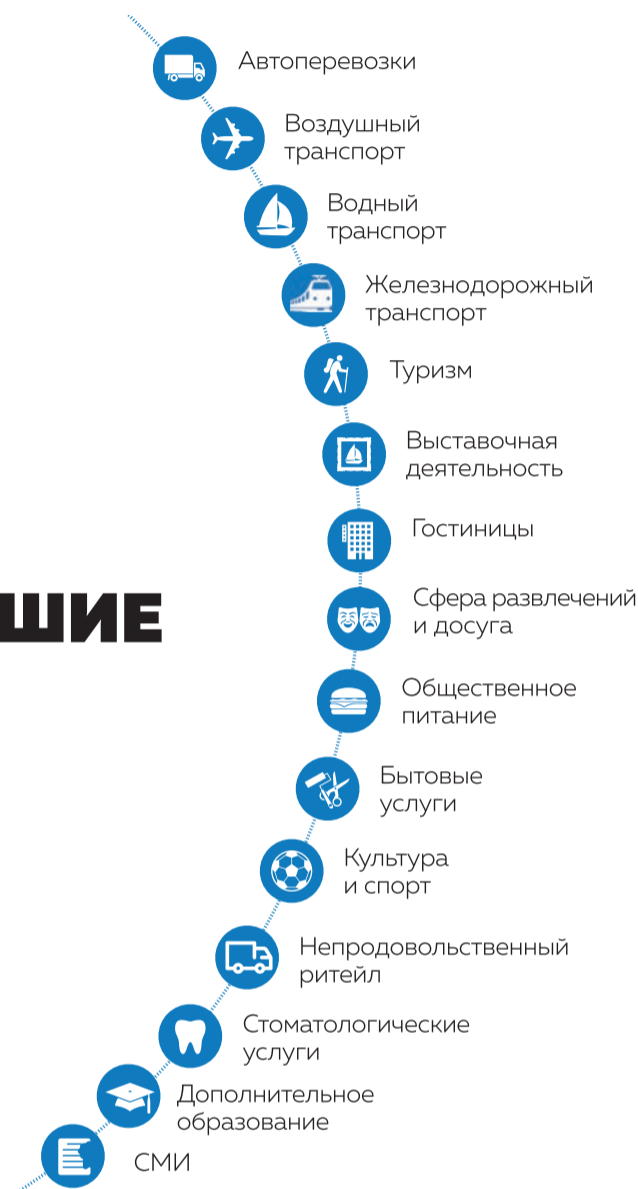 Автоперевозки
Воздушный
транспорт
Водный
транспорт
Железнодорожный
транспорт
Туризм
Выставочная
деятельность
Гостиницы
ШИЕ
Сфера развлечений
и досуга
Общественное
питание
Бытовые
услуги
Культура
и спорт
Непродовольственный
ритейл
Стоматологические
услуги
Дополнительное
образование
СМИ